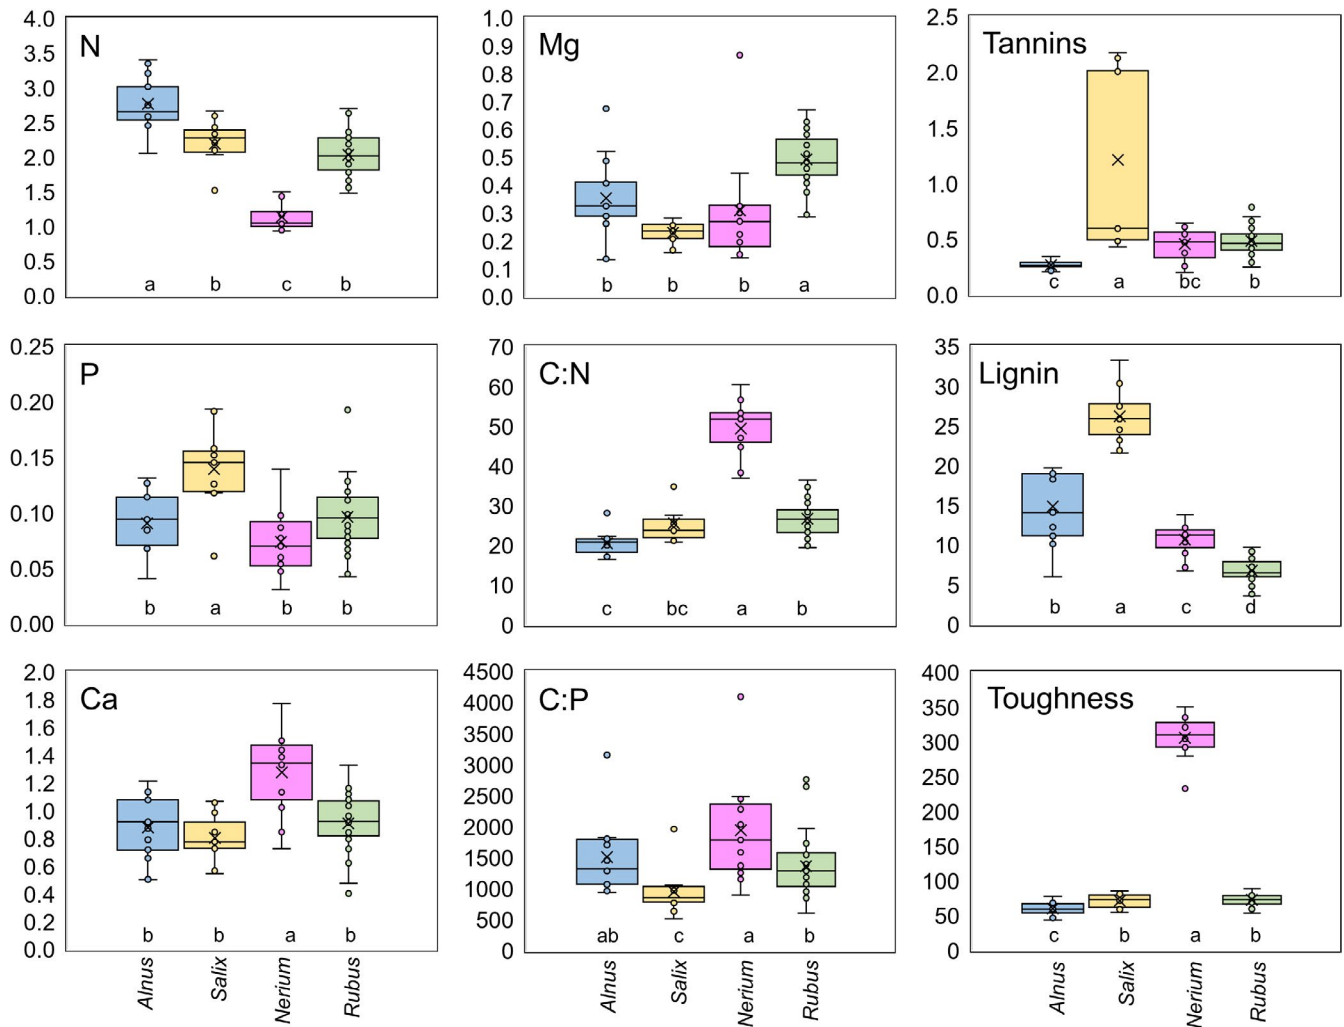 N
4.0
3.5
3.0
2.5
2.0
1.5
1.0
0.5
0.0
a b c b
Mg
1.0
0.9
0.8
0.7
0.6
0.5
0.4
0.3
0.2
0.1
0.0
b b b a
Tannins
2.5
2.0
1.5
1.0
0.5
0.0
c a bc b
P
0.25
0.20
0.15
0.10
0.05
0.00
b a b b
C:N
70
60
50
40
30
20
10
0
c bc a b
Lignin
35
30
25
20
15
10
5
0
b a c d
Ca
2.0
1.8
1.6
1.4
1.2
1.0
0.8
0.6
0.4
0.2
0.0
b b a b
Alnus
Salix
Nerium
Rubus
C:P
4500
4000
3500
3000
2500
2000
1500
1000
500
0
ab c a b
Alnus
Salix
Nerium
Rubus
Toughness
400
350
300
250
200
150
100
50
0
c b a b
Alnus
Salix
Nerium
Rubus